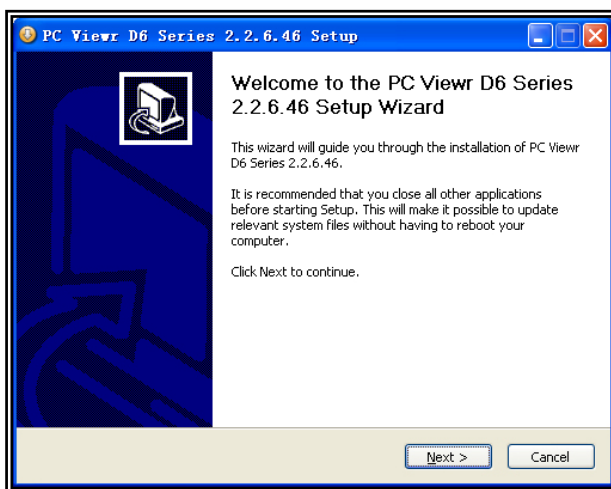 PC Viewr D6 Series 2.2.6.46 Setup
Welcome to the PC Viewr D6 Series
2.2.6.46 Setup Wizard
This wizard will guide you through the installation of PC Viewr
D6 Series 2.2.6.46.
It is recommended that you close all other applications
before starting Setup. This will make it possible to update
relevant system files without having to reboot your
computer.
Click Next to continue.
Next >
Cancel